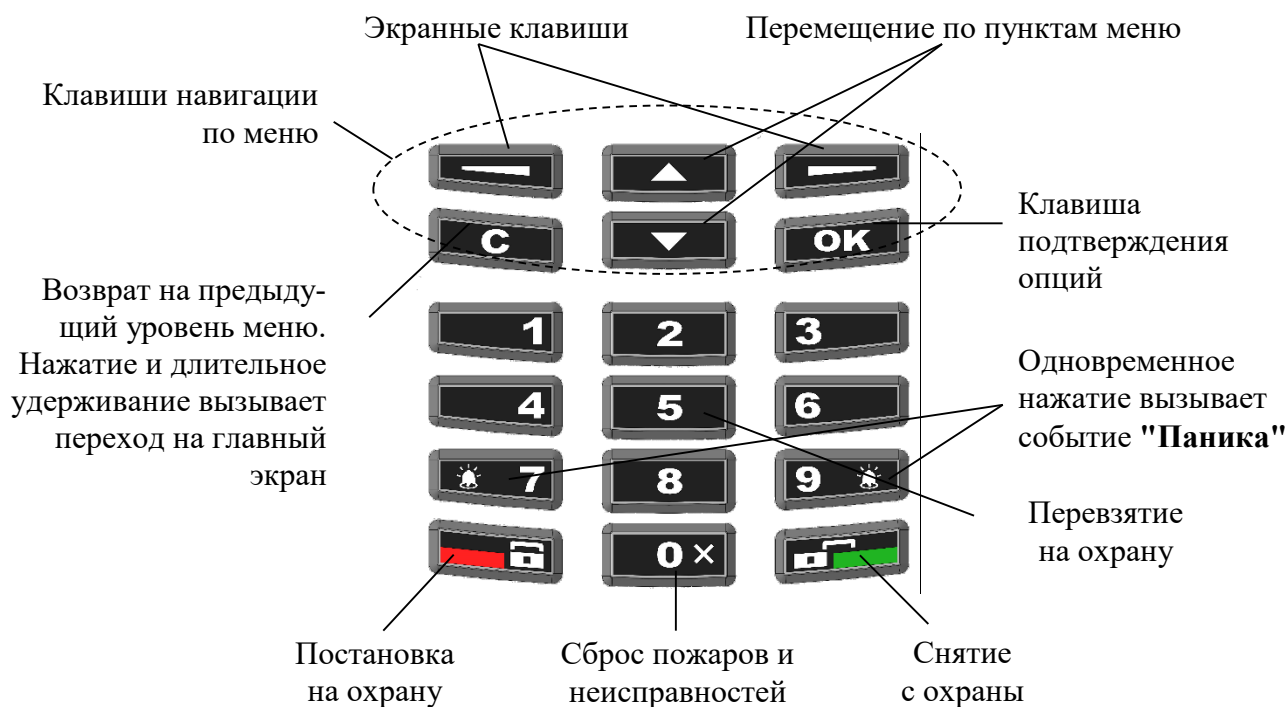 Экранные клавиши
Перемещение по пунктам меню
Клавиши навигации
по меню
C
OK
Клавиша
подтверждения
опций
Возврат на предыду-
щий уровень меню.
Нажатие и длительное
удерживание вызывает
переход на главный
экран
1
2
3
4
5
6
7
8
9
0 ×
Одновременное
нажатие вызывает
событие "Паника"
Перевзятие
на охрану
Постановка
на охрану
Сброс пожаров и
неисправностей
Снятие
с охраны